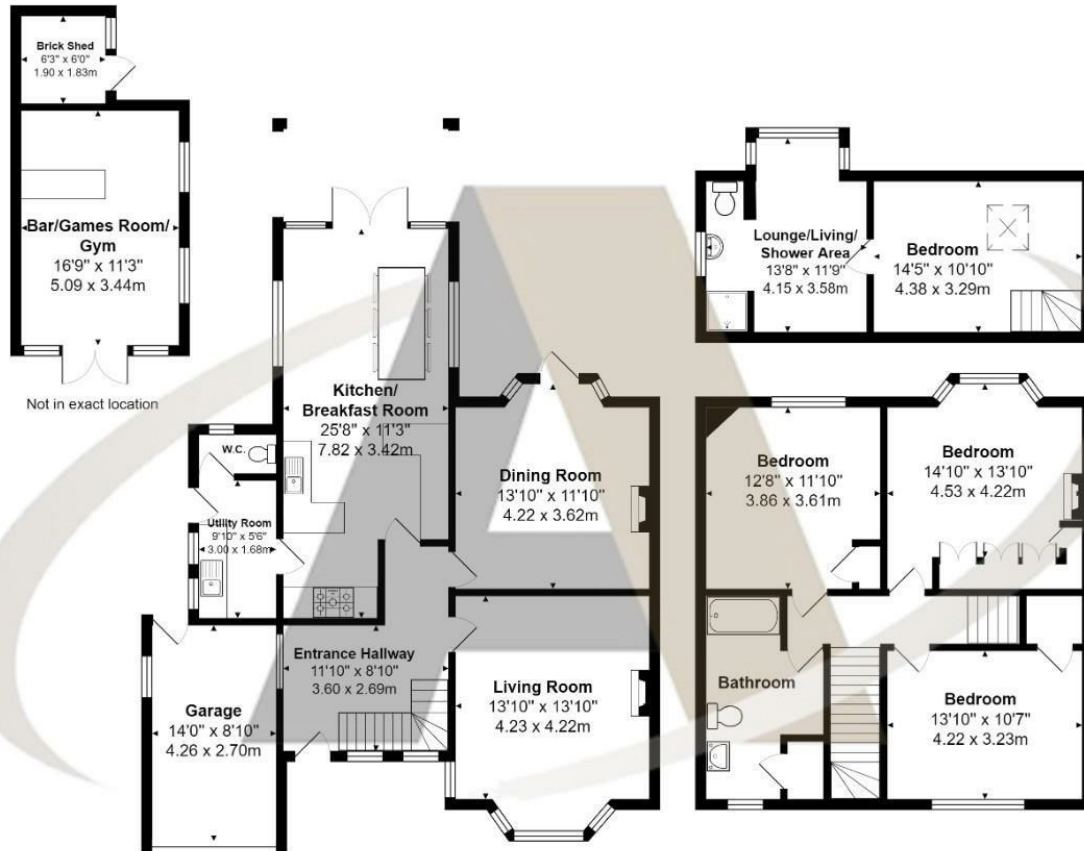 Brick Shed
6'3" x 6'0"
1.90 x 1.83m
Bar/Games Room/
Gym
16'9" x 11'3"
5.09 x 3.44m
Not in exact location
Kitchen/
Breakfast Room
25'8" x 11'3"
7.82 x 3.42m
W.C.
Utility Room
9'10" x 5'6"
3.00 x 1.68m
Dining Room
13'10" x 11'10"
4.22 x 3.62m
Entrance Hallway
11'10" x 8'10"
3.60 x 2.69m
Living Room
13'10" x 13'10"
4.23 x 4.22m
Garage
14'0" x 8'10"
4.26 x 2.70m
Lounge/Living/
Shower Area
13'8" x 11'9"
4.15 x 3.58m
Bedroom
14'5" x 10'10"
4.38 x 3.29m
Bedroom
12'8" x 11'10"
3.86 x 3.61m
Bedroom
14'10" x 13'10"
4.53 x 4.22m
Bathroom
Bedroom
13'10" x 10'7"
4.22 x 3.23m